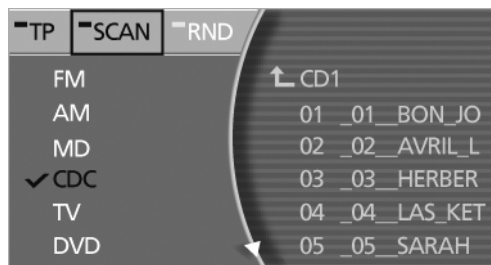 TP SCAN RND
FM
AM
MD
CDC
TV
DVD
CD1
01 _01__BON_JO
02 _02__AVRIL_L
03 _03__HERBER
04 _04__LAS_KET
05 _05__SARAH